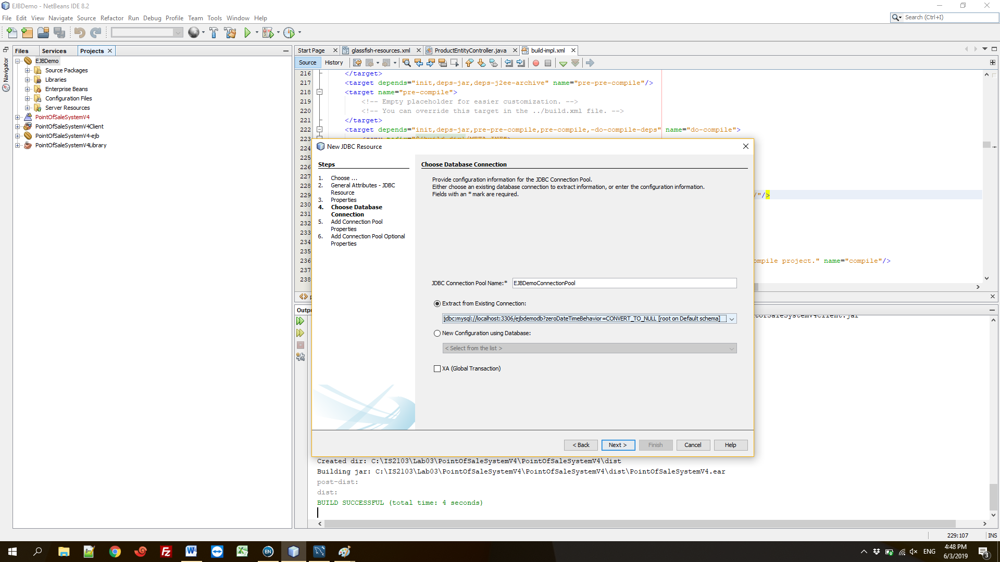 EJBDemo - NetBeans IDE 8.2
File Edit View Navigate Source Refactor Run Debug Profile Team Tools Window Help
Search (Ctrl+I)
Files Services Projects
Navigator
EJBDemo
Source Packages
Libraries
Enterprise Beans
Configuration Files
Server Resources
PointOfSaleSystemV4
PointOfSaleSystemV4Client
PointOfSaleSystemV4-ejb
PointOfSaleSystemV4Library
Start Page glassfish-resources.xml ProductEntityController.java build-impl.xml
Source History
216 </target>
217 <target depends="init,deps-jar,deps-j2ee-archive" name="pre-pre-compile"/>
218 <target name="pre-compile">
219 <!-- Empty placeholder for easier customization. -->
220 <!-- You can override this target in the ../build.xml file. -->
221 </target>
222 <target depends="init,deps-jar,pre-pre-compile,pre-compile,-do-compile-deps" name="do-compile">
223
224
225
226
227
228
229 /"/>
230
231
232
233
234
235
236 ompile project." name="compile"/>
237
238
New JDBC Resource
Steps
1. Choose ...
2. General Attributes - JDBC Resource
3. Properties
4. Choose Database Connection
5. Add Connection Pool Properties
6. Add Connection Pool Optional Properties
Choose Database Connection
Provide configuration information for the JDBC Connection Pool.
Either choose an existing database connection to extract information, or enter the configuration information.
Fields with an * mark are required.
JDBC Connection Pool Name:* EJBDemoConnectionPool
Extract from Existing Connection:
jdbc:mysql://localhost:3306/ejbdemodb?zeroDateTimeBehavior=CONVERT_TO_NULL [root on Default schema]
New Configuration using Database:
< Select from the list >
XA (Global Transaction)
< Back Next > Finish Cancel Help
Outpu
Created dir: C:\IS2103\Lab03\PointOfSaleSystemV4\PointOfSaleSystemV4\dist
Building jar: C:\IS2103\Lab03\PointOfSaleSystemV4\PointOfSaleSystemV4\dist\PointOfSaleSystemV4.ear
post-dist:
dist:
BUILD SUCCESSFUL (total time: 4 seconds)
229:107 INS
EN
ENG
4:48 PM
6/3/2019
3